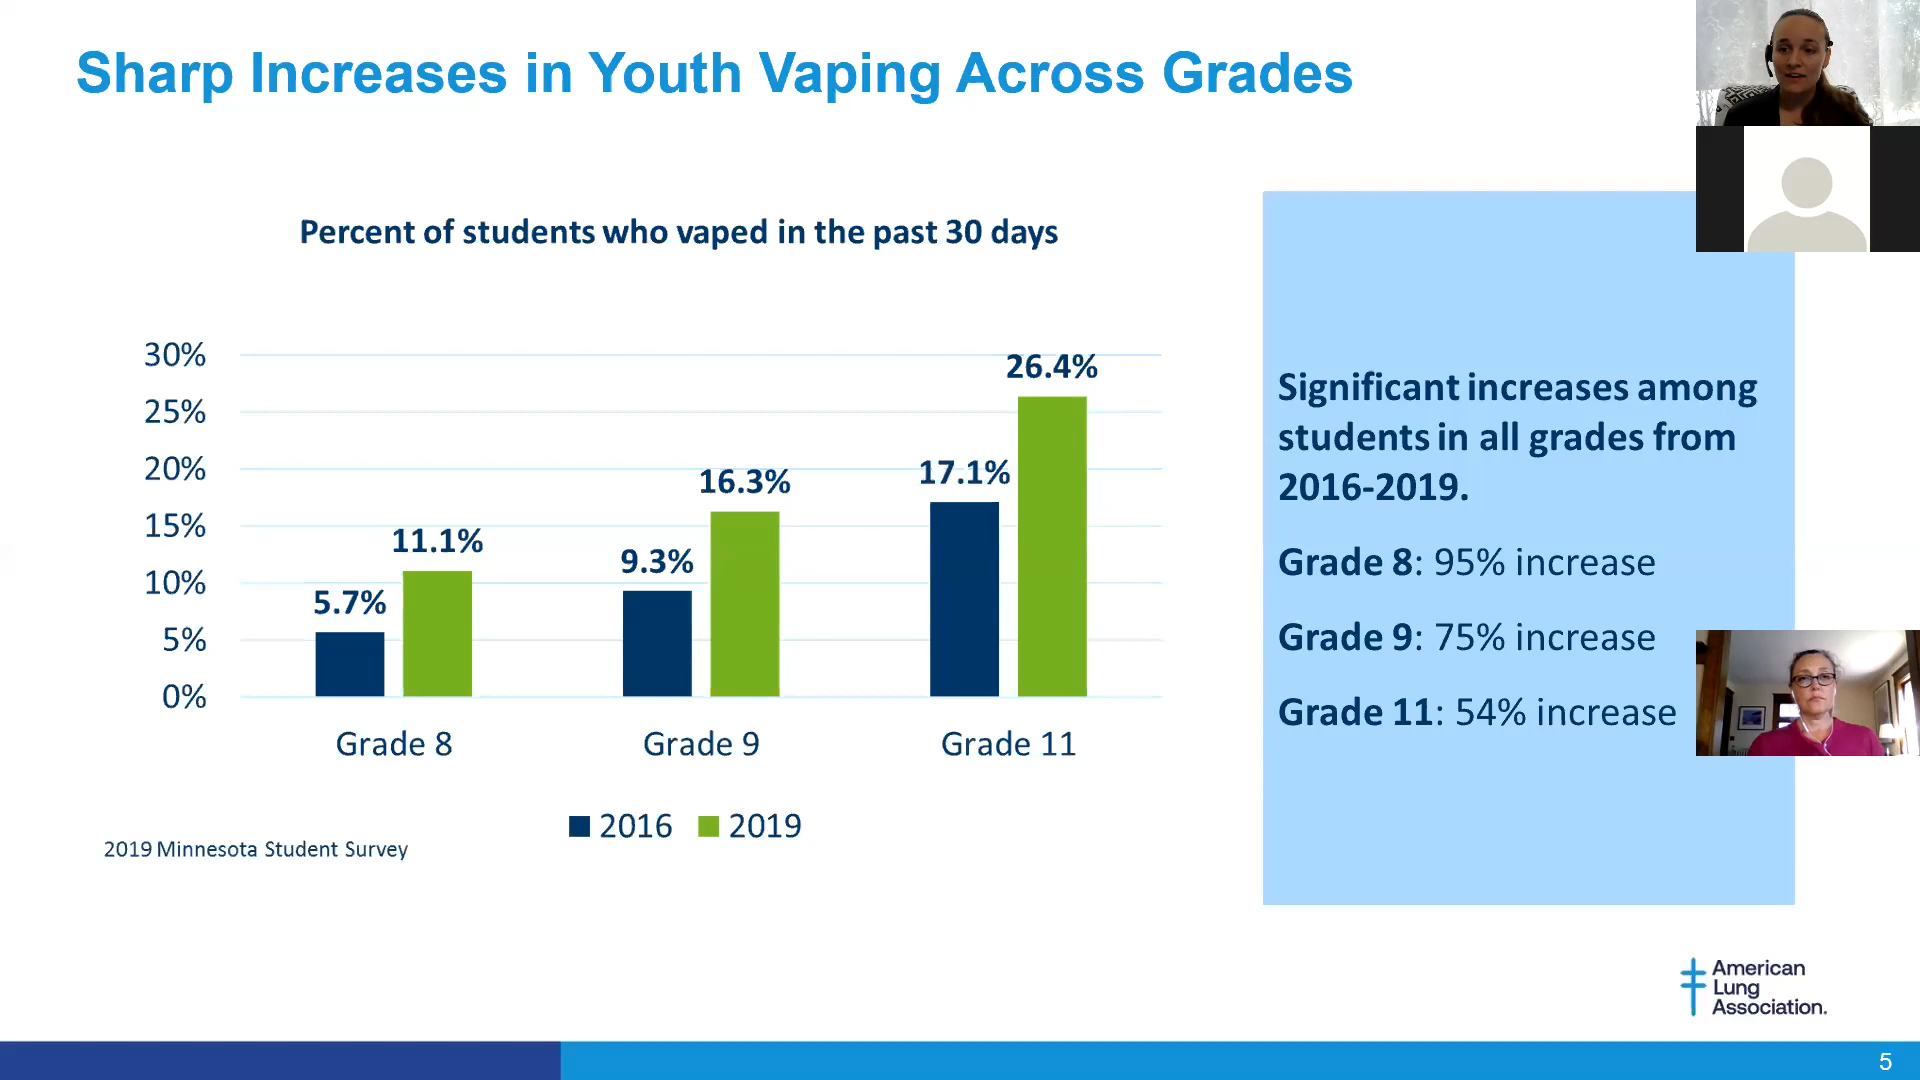 Sharp Increases in Youth Vaping Across Grades
Percent of students who vaped in the past 30 days
30%
25%
20%
15%
10%
5%
0%
5.7%
11.1%
9.3%
16.3%
17.1%
26.4%
Grade 8
Grade 9
Grade 11
2016
2019
2019 Minnesota Student Survey
Significant increases among
students in all grades from
2016-2019.
Grade 8: 95% increase
Grade 9: 75% increase
Grade 11: 54% increase
American
Lung
Association.
5